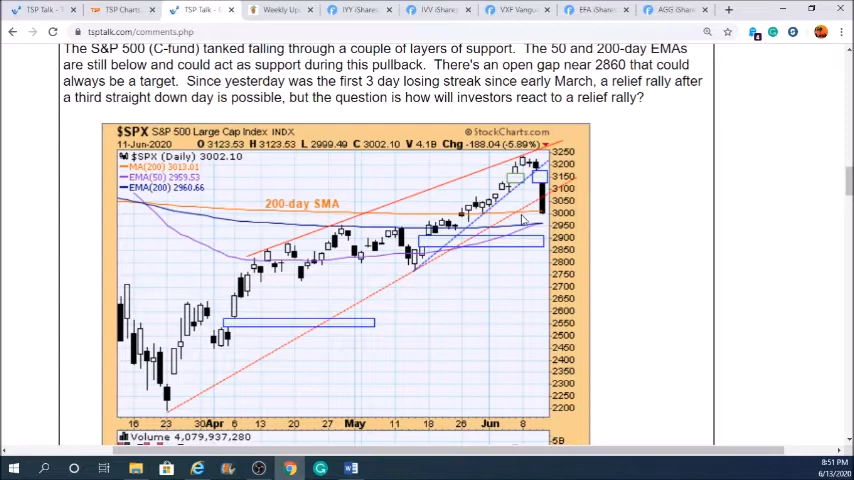 TSP Talk -
TSP Charts
TSP Talk -
Weekly Up
IYY iShares
IVV iShares
VXF Vangu
EFA iShares
AGG iShare
tsptalk.com/comments.php
The S&P 500 (C-fund) tanked falling through a couple of layers of support. The 50 and 200-day EMAs
are still below and could act as support during this pullback. There's an open gap near 2860 that could
always be a target. Since yesterday was the first 3 day losing streak since early March, a relief rally after
a third straight down day is possible, but the question is how will investors react to a relief rally?
$SPX S&P 500 Large Cap Index INDX
© StockCharts.com
11-Jun-2020 O 3123.53 H 3123.53 L 2999.49 C 3002.10 V 4.1B Chg -188.04 (-5.89%)
$SPX (Daily) 3002.10
MA(200) 3013.01
EMA(50) 2959.53
EMA(200) 2960.66
200-day SMA
3250
3200
3150
3100
3050
3000
2950
2900
2850
2800
2750
2700
2650
2600
2550
2500
2450
2400
2350
2300
2250
2200
16 23 30 Apr 6 13 20 27 May 11 18 26 Jun 8
Volume 4,079,937,280
5B
8:51 PM
6/13/2020